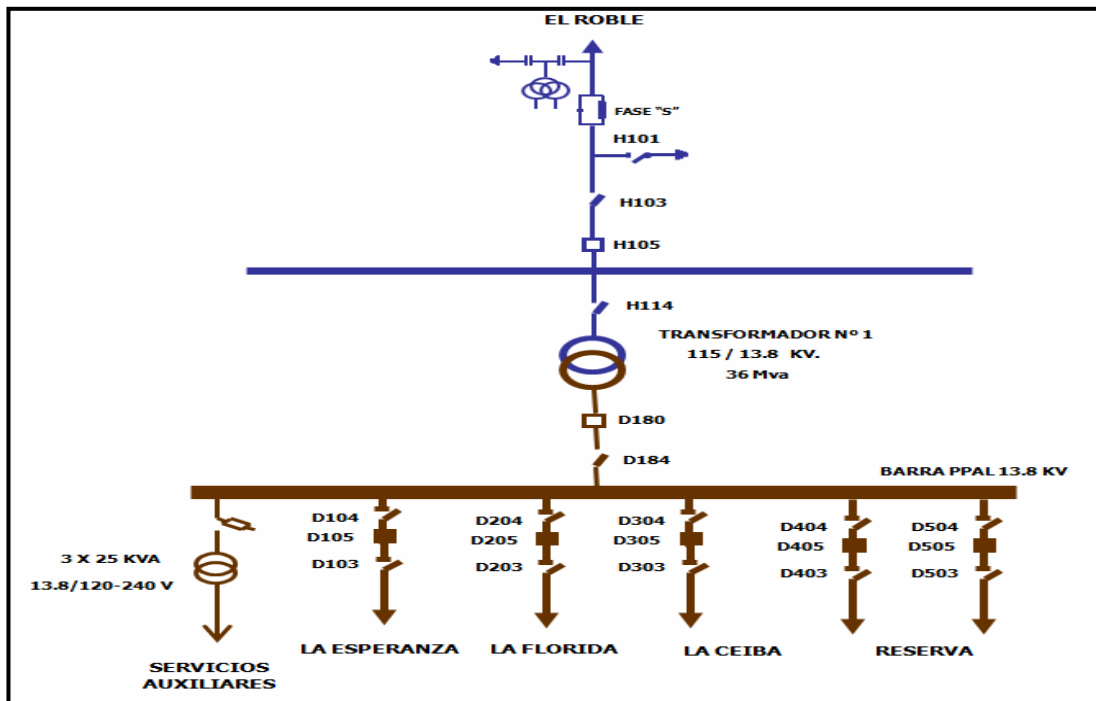 EL ROBLE
FASE "S"
H101
H103
H105
H114
TRANSFORMADOR Nº 1
115 / 13.8 KV.
36 Mva
D180
D184
BARRA PPAL 13.8 KV
3 X 25 KVA
13.8/120-240 V
D104
D105
D103
D204
D205
D203
D304
D305
D303
D404
D405
D403
D504
D505
D503
SERVICIOS
AUXILIARES
LA ESPERANZA
LA FLORIDA
LA CEIBA
RESERVA